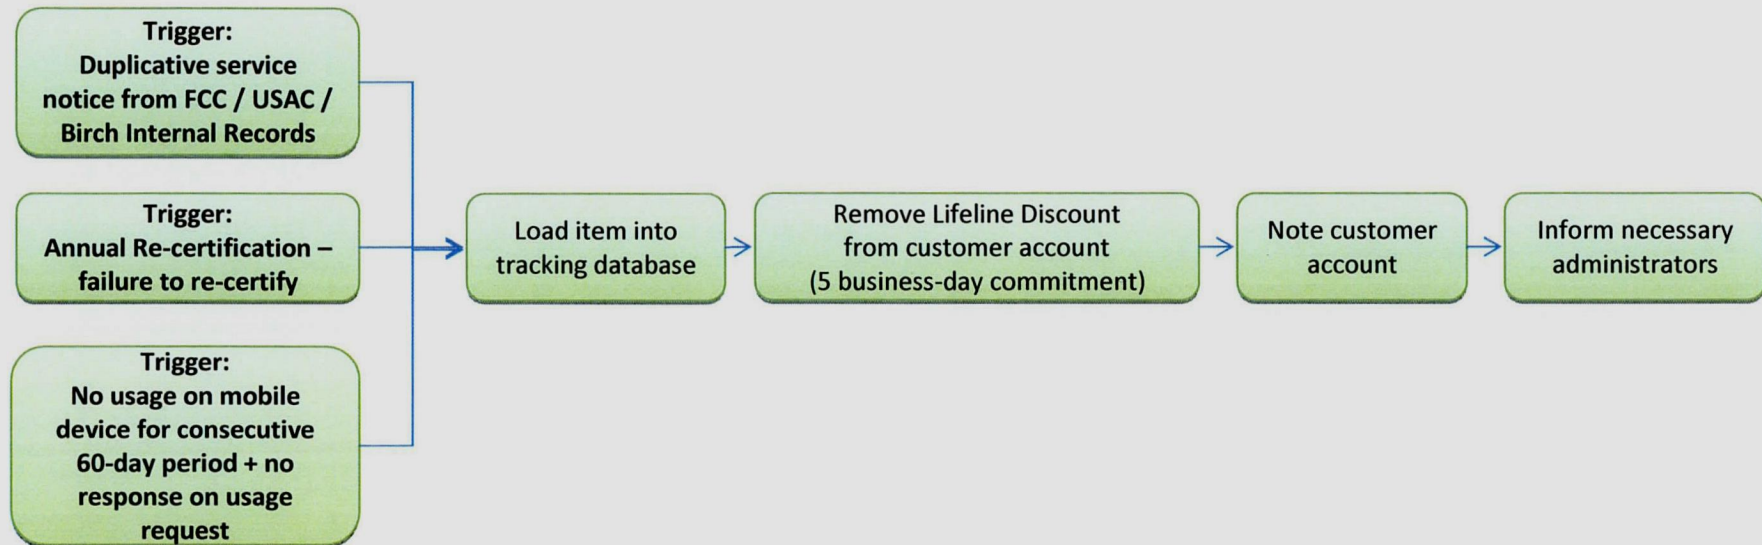 Trigger:
Duplicative service
notice from FCC / USAC /
Birch Internal Records
Trigger:
Annual Re-certification –
failure to re-certify
Trigger:
No usage on mobile
device for consecutive
60-day period + no
response on usage
request
Load item into
tracking database
Remove Lifeline Discount
from customer account
(5 business-day commitment)
Note customer
account
Inform necessary
administrators